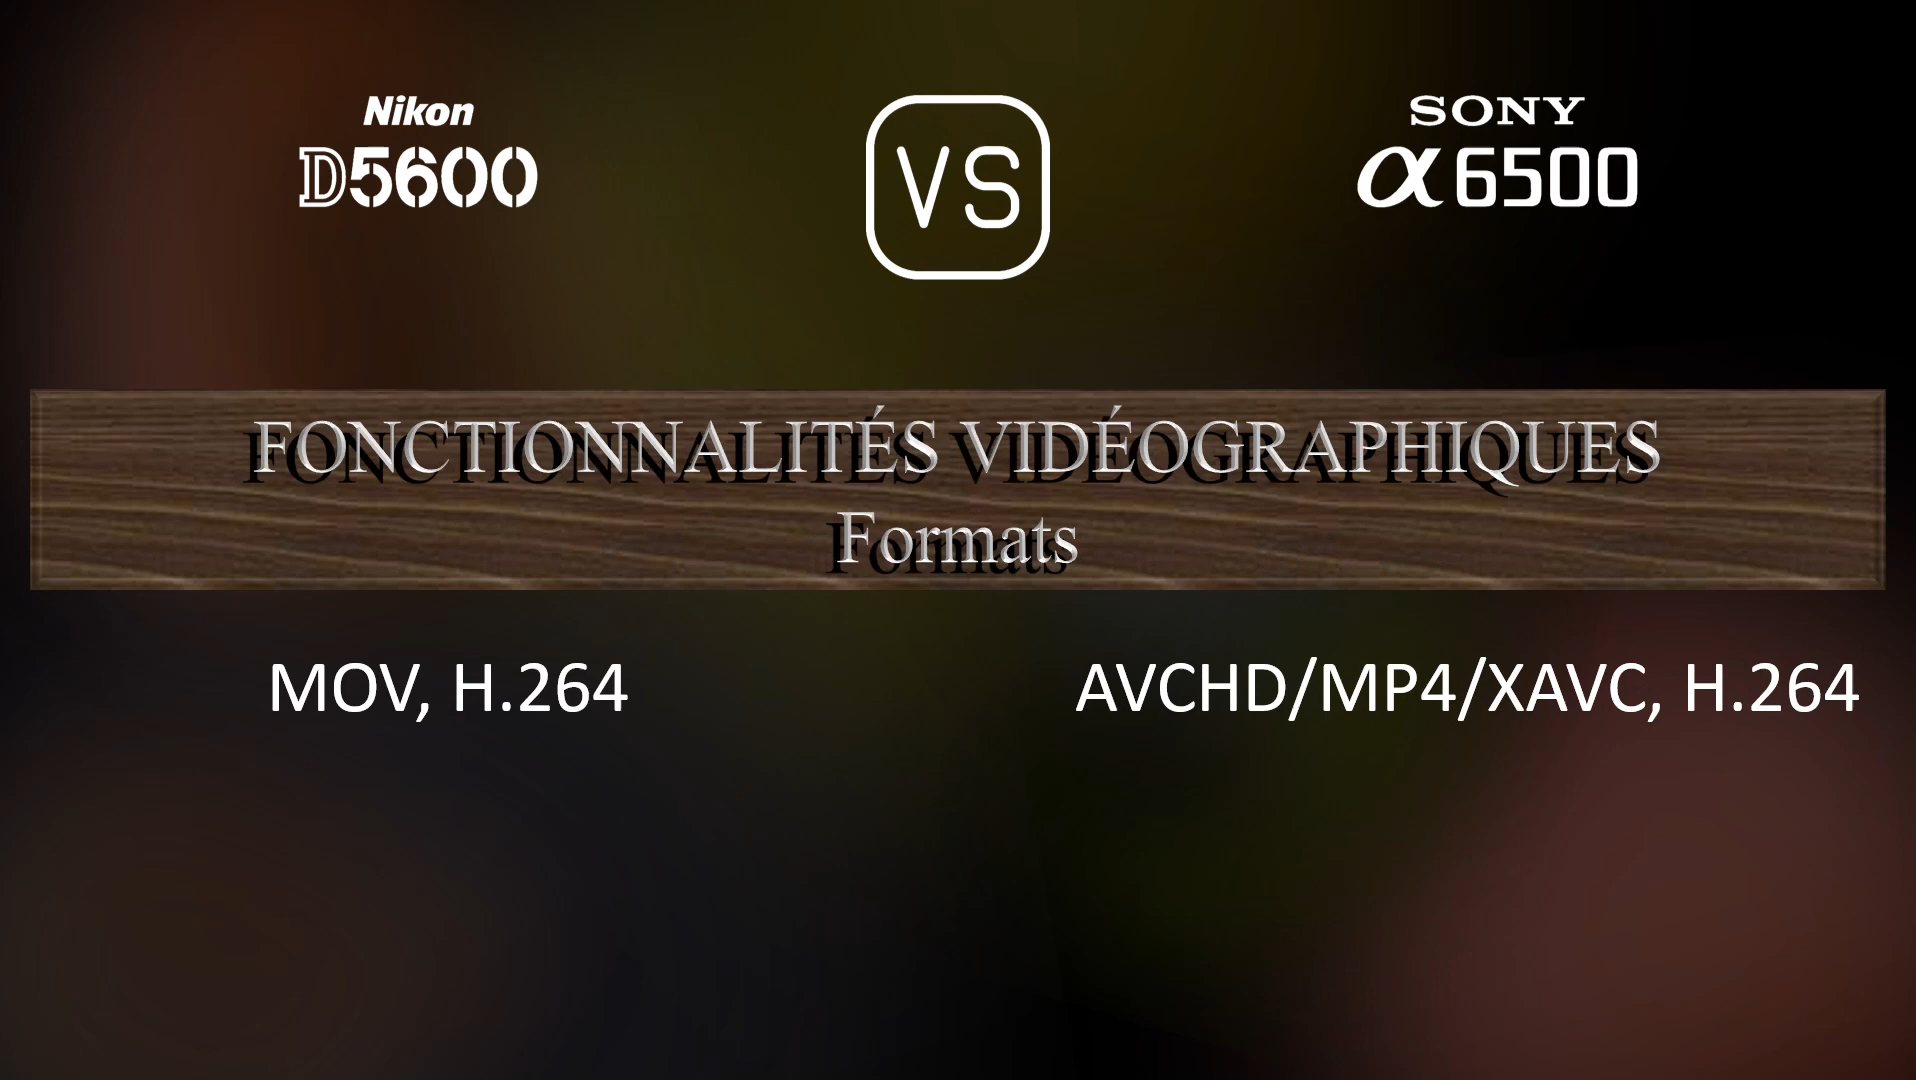 Nikon
D5600
VS
SONY
α6500
FONCTIONNALITÉS VIDÉOGRAPHIQUES
Formats
MOV, H.264
AVCHD/MP4/XAVC, H.264